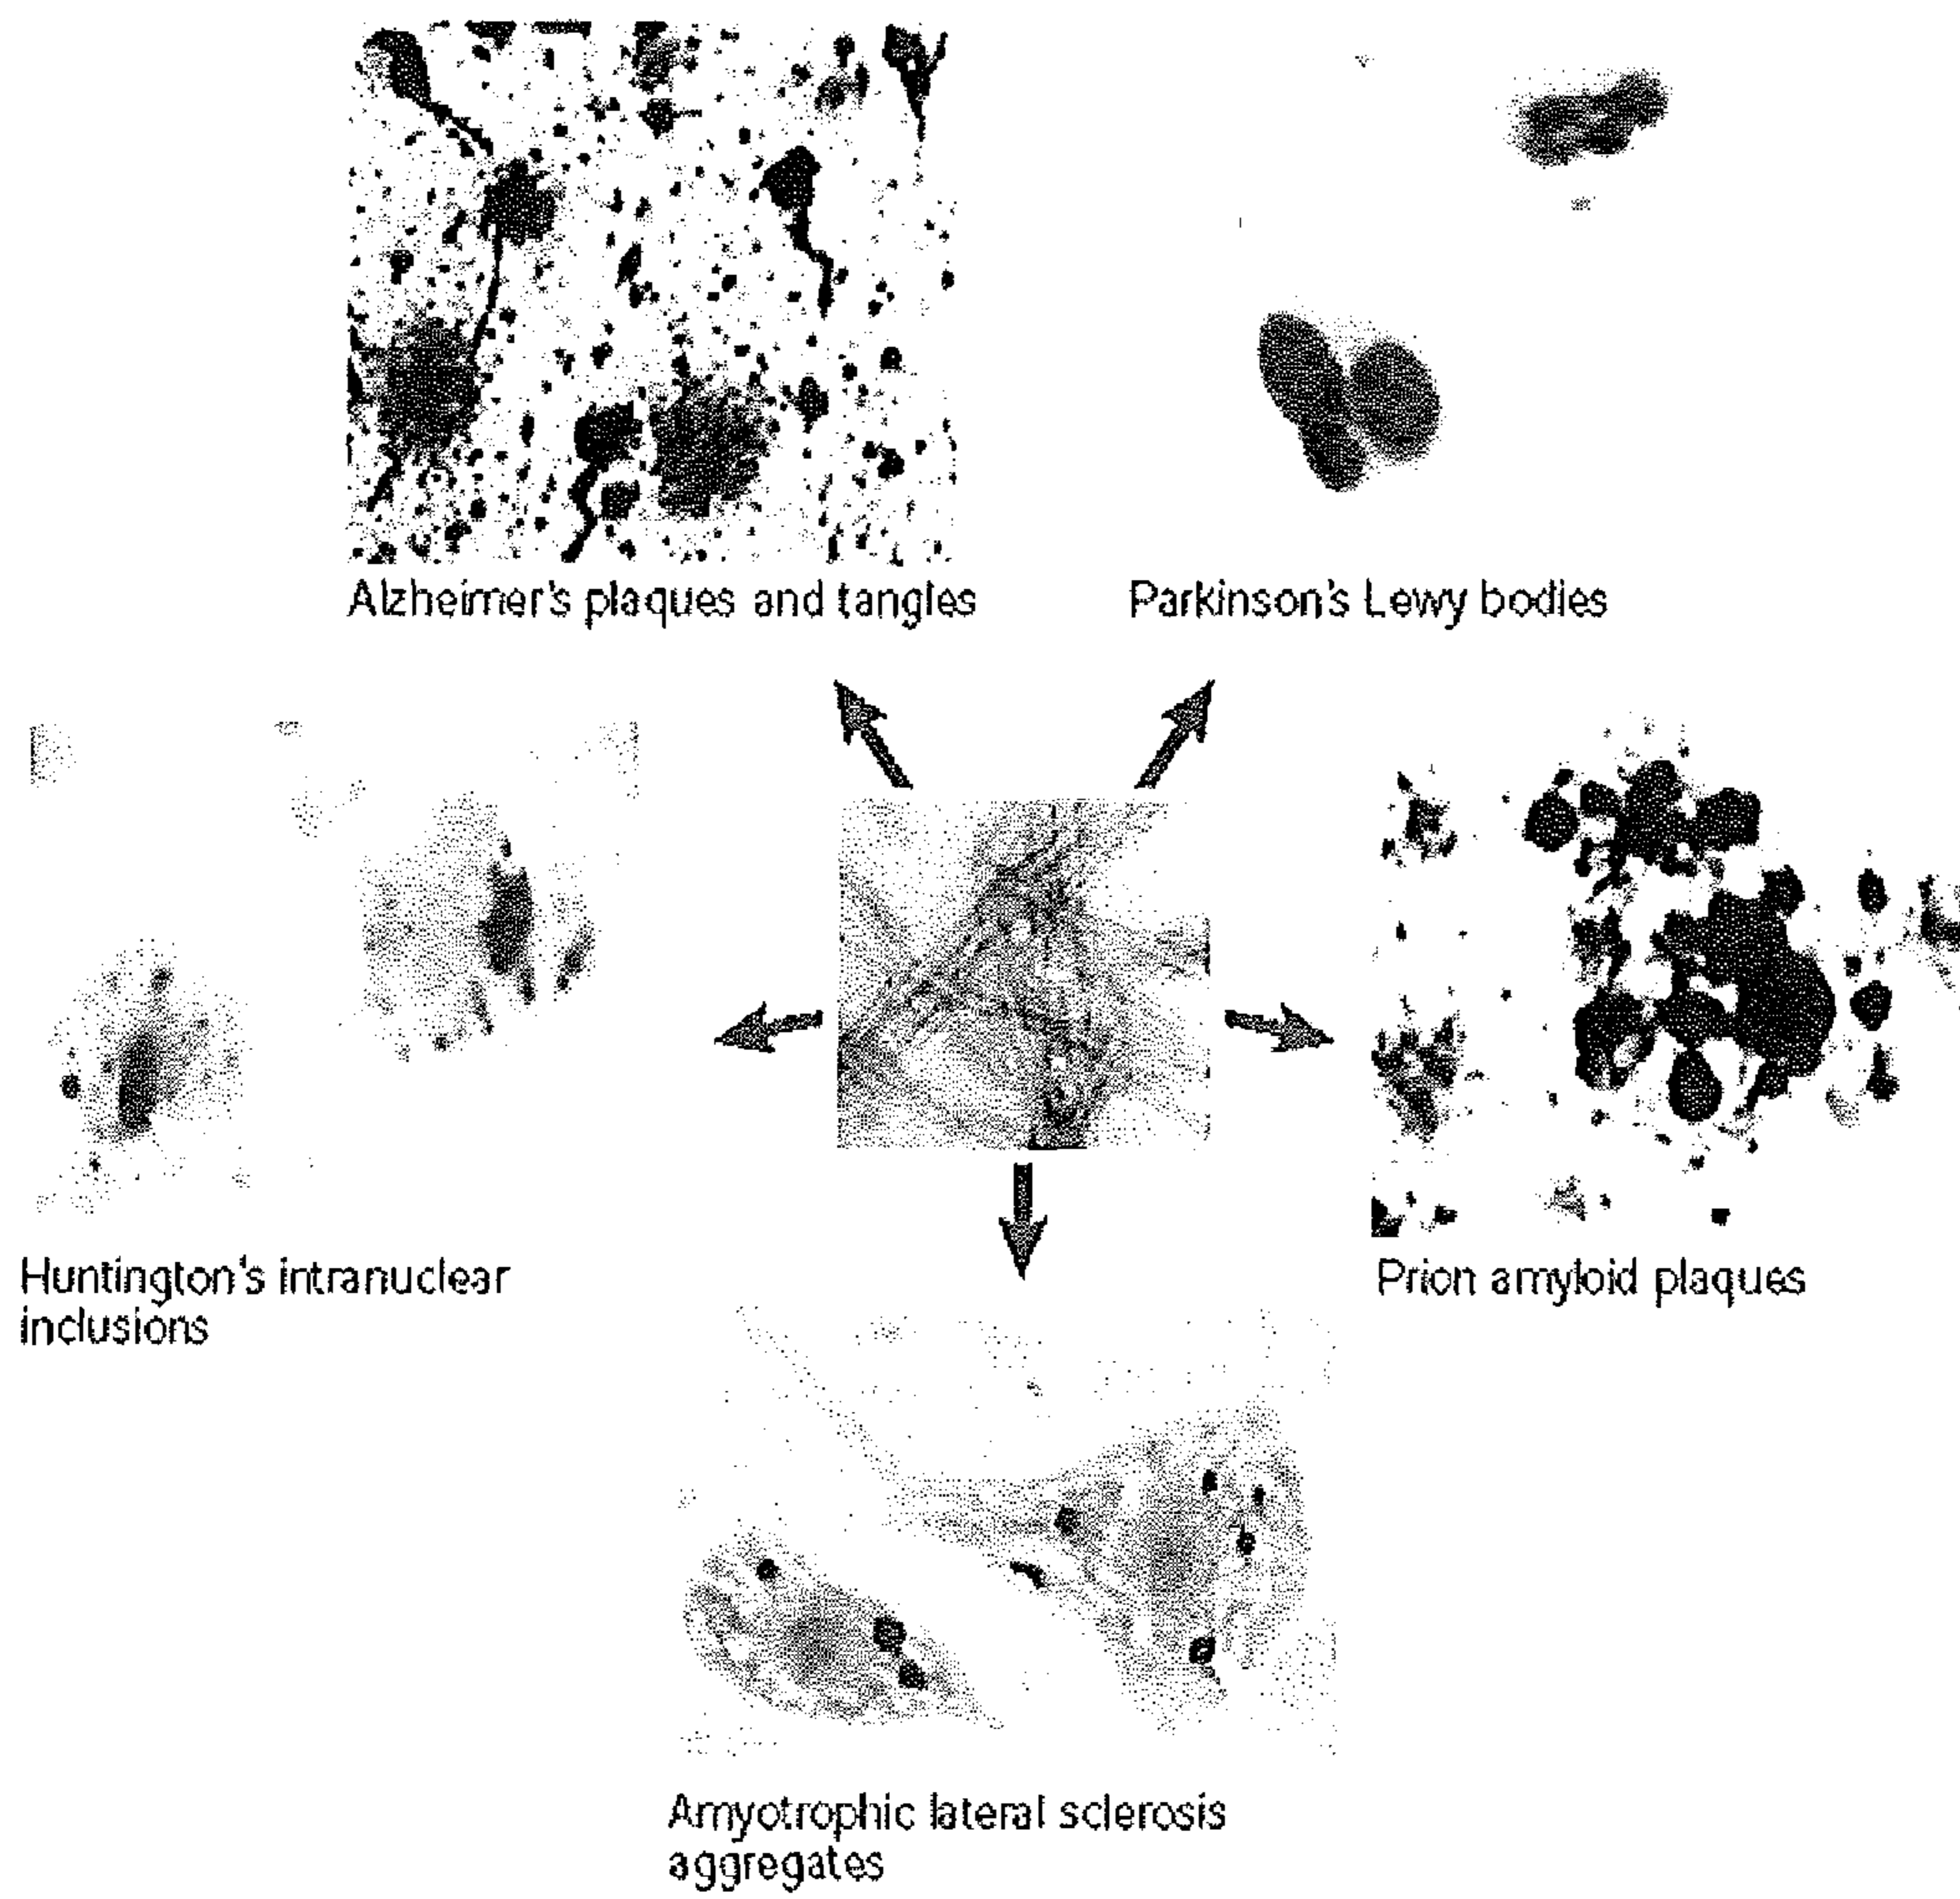 Alzheimer's plaques and tangles
Parkinson's Lewy bodies
Huntington's intranuclear
inclusions
Prion amyloid plaques
Amyotrophic lateral sclerosis
aggregates